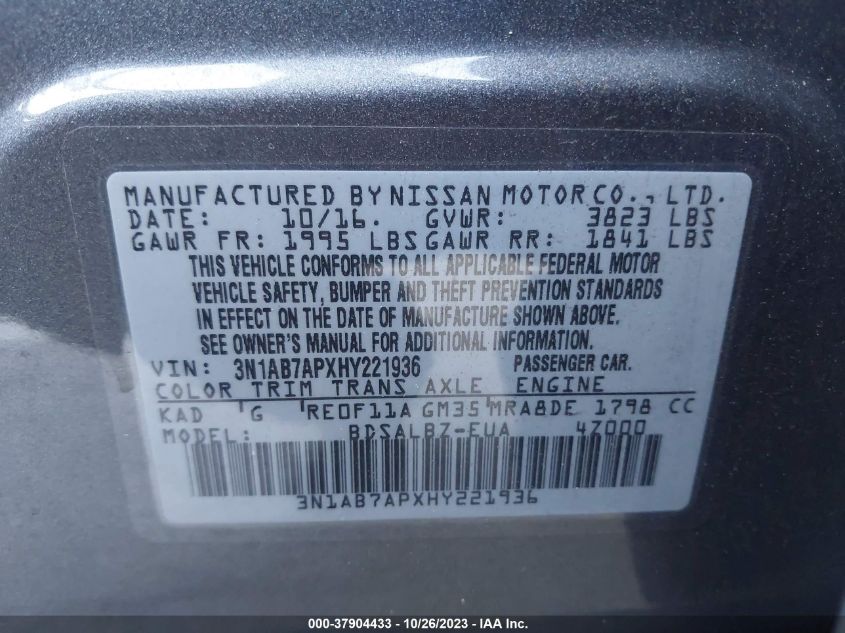 MANUFACTURED BY NISSAN MOTOR CO., LTD.
DATE: 10/16. GVWR: 3823 LBS
GAWR FR: 1995 LBS GAWR RR: 1841 LBS
THIS VEHICLE CONFORMS TO ALL APPLICABLE FEDERAL MOTOR
VEHICLE SAFETY, BUMPER AND THEFT PREVENTION STANDARDS
IN EFFECT ON THE DATE OF MANUFACTURE SHOWN ABOVE.
SEE OWNER'S MANUAL FOR ADDITIONAL INFORMATION.
VIN: 3N1AB7APXHY221936 PASSENGER CAR.
COLOR TRIM TRANS AXLE ENGINE
KAD G RE0F11A GM35 MRA8DE 1798 CC
MODEL: BDSALBZ-EUA 4Z000
3N1AB7APXHY221936
000-37904433 - 10/26/2023 - IAA Inc.